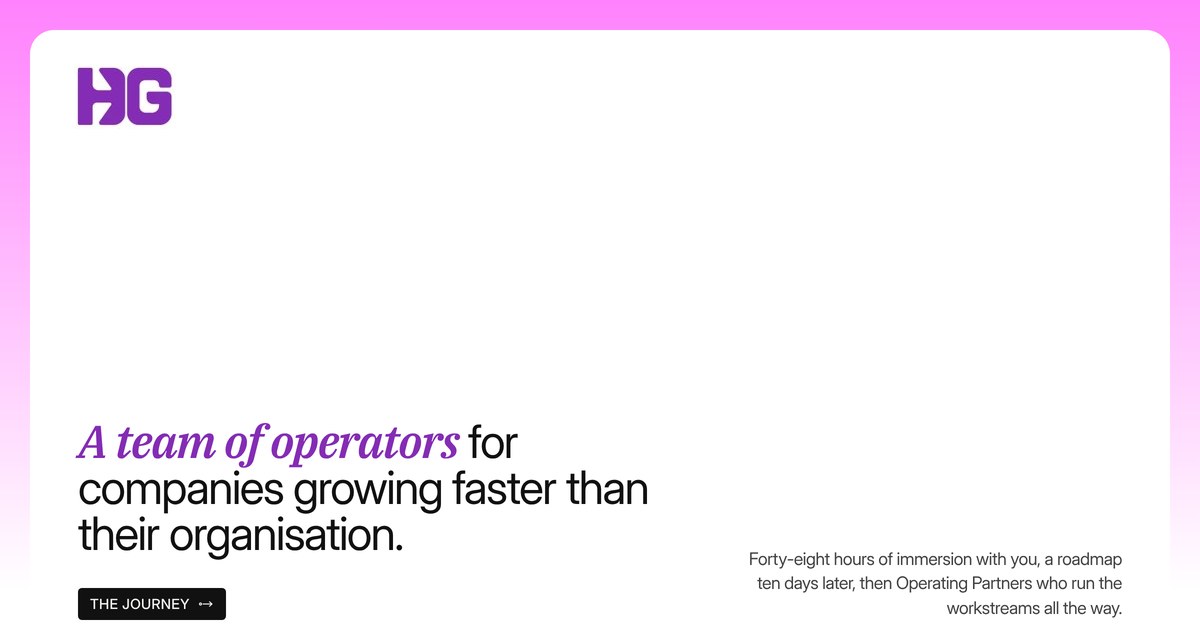 HG
A team of operators for
companies growing faster than
their organisation.
THE JOURNEY
Forty-eight hours of immersion with you, a roadmap
ten days later, then Operating Partners who run the
workstreams all the way.